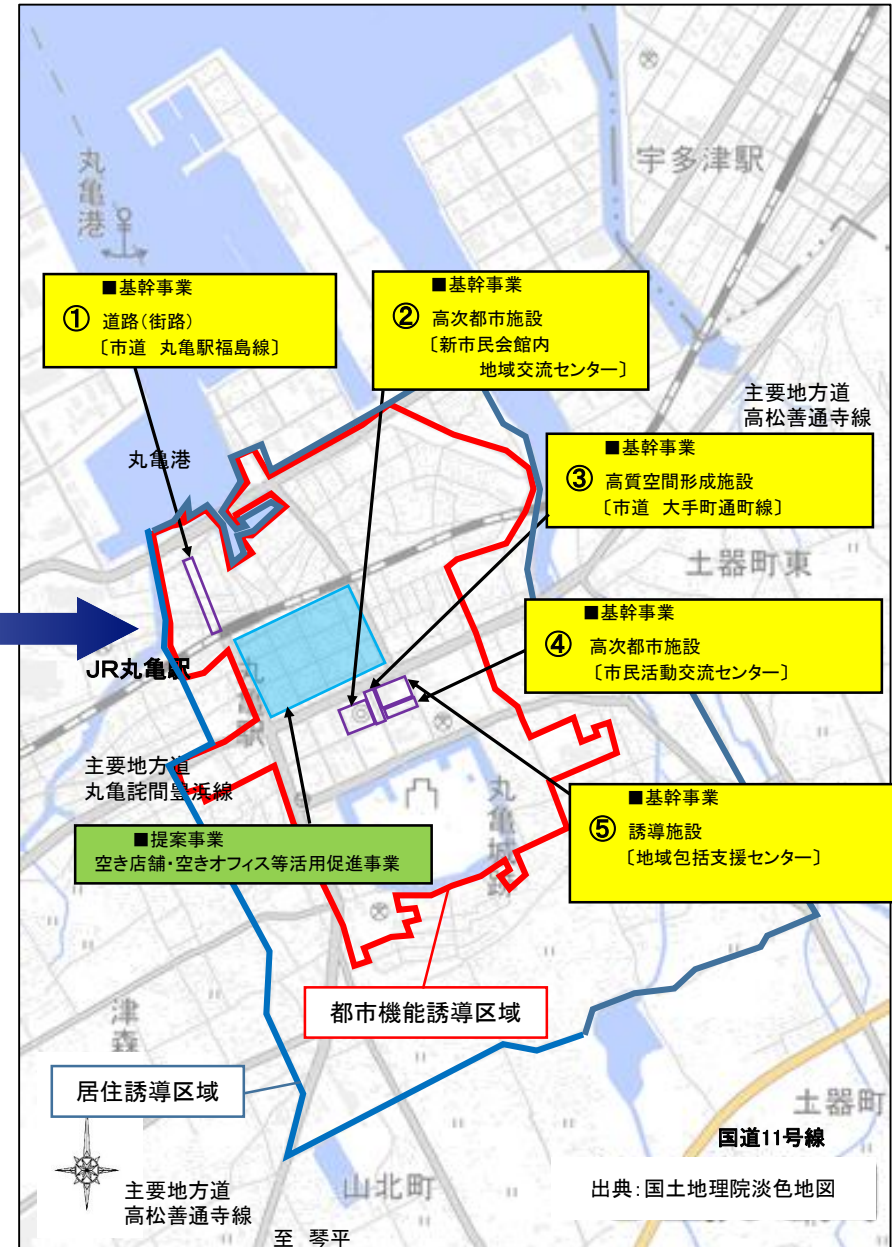 宇多津駅
丸亀港
■基幹事業
① 道路(街路)
〔市道 丸亀駅福島線〕
■基幹事業
② 高次都市施設
〔新市民会館内
地域交流センター〕
主要地方道
高松善通寺線
■基幹事業
③ 高質空間形成施設
〔市道 大手町通町線〕
丸亀港
土器町東
■基幹事業
④ 高次都市施設
〔市民活動交流センター〕
JR丸亀駅
丸亀駅
主要地方道
丸亀詫間豊浜線
丸亀城跡
■基幹事業
⑤ 誘導施設
〔地域包括支援センター〕
■提案事業
空き店舗・空きオフィス等活用促進事業
都市機能誘導区域
津森
居住誘導区域
土器町
国道11号線
山北町
主要地方道
高松善通寺線
出典:国土地理院淡色地図
至 琴平